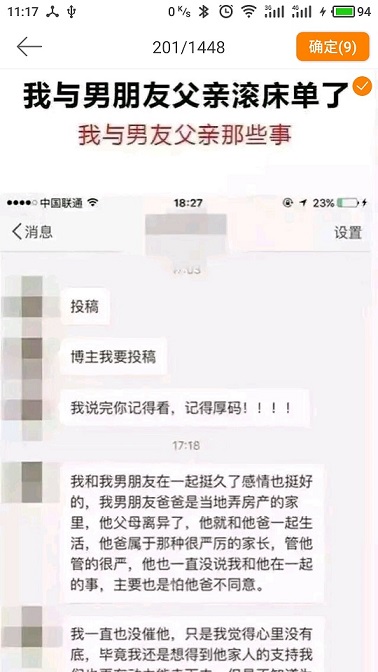 11:17
0 K/s
3G 4G
94
201/1448
确定(9)
我与男朋友父亲滚床单了
我与男友父亲那些事
中国联通
18:27
23%
消息
设置
17:03
投稿
博主我要投稿
我说完你记得看，记得厚码！！！！
17:18
我和我男朋友在一起挺久了感情也挺好
的，我男朋友爸爸是当地弄房产的家
里，他父母离异了，他就和他爸一起生
活，他爸属于那种很严厉的家长，管他
管的很严，他也一直没说我和他在一起
的事，主要也是怕他爸不同意。
我一直也没催他，只是我觉得心里没有
底，毕竟我还是想得到他家人的支持我